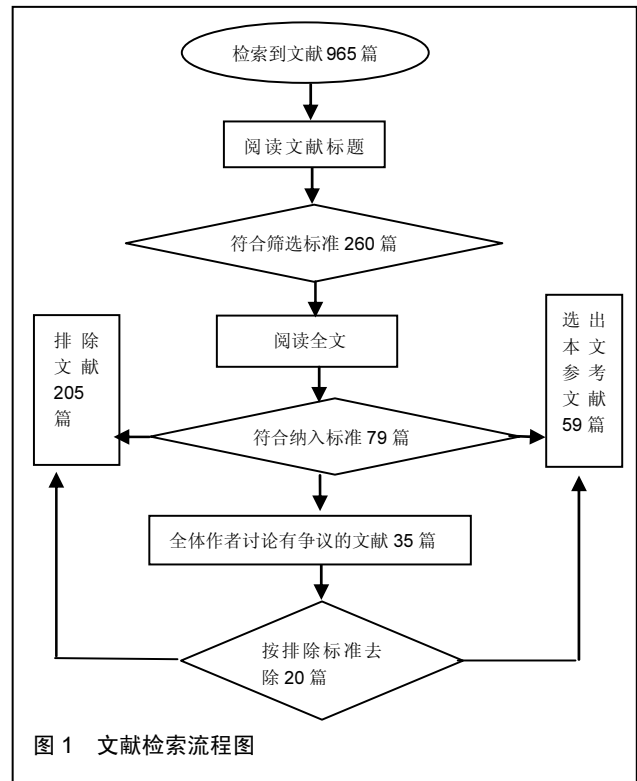 检索到文献 965 篇
阅读文献标题
符合筛选标准 260 篇
阅读全文
排除
文献
205
篇
选出
本文
参考
文献
59 篇
符合纳入标准 79 篇
全体作者讨论有争议的文献 35 篇
按排除标准去
除 20 篇
图 1 文献检索流程图